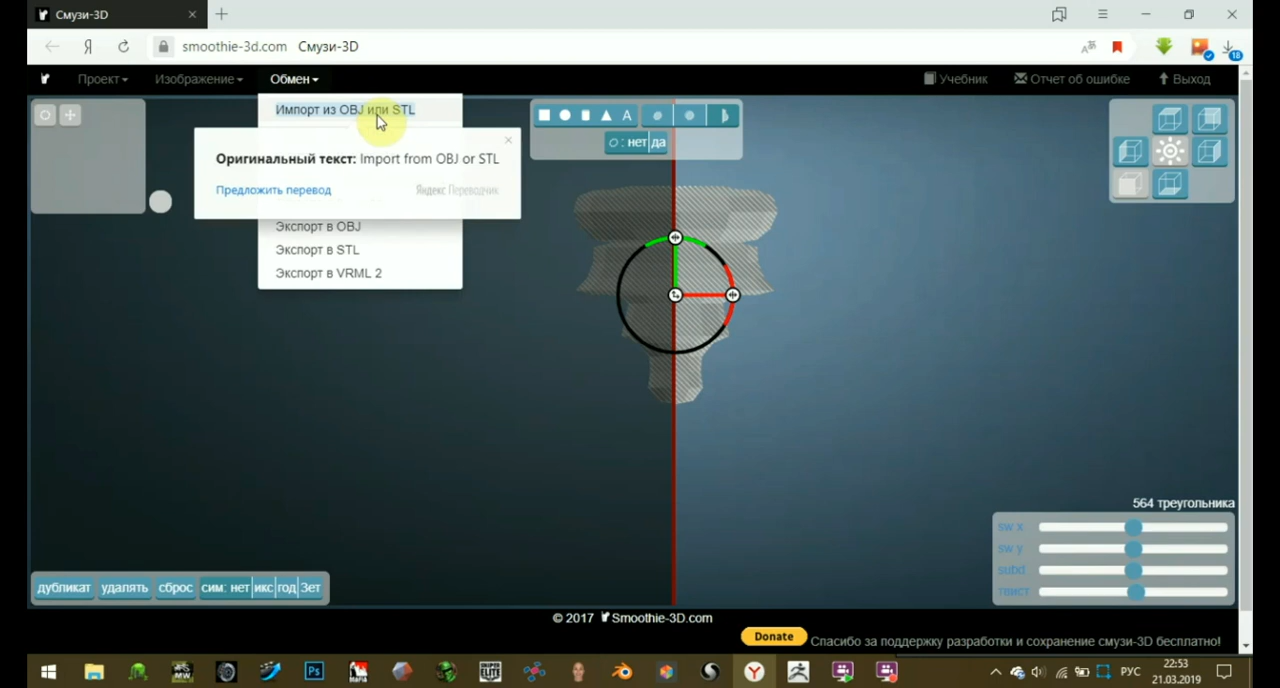 Смузи-3D
smoothie-3d.com Смузи-3D
18
Проект Изображение Обмен Учебник Отчет об ошибке Выход
Импорт из OBJ или STL
Оригинальный текст: Import from OBJ or STL
Предложить перевод Яндекс Переводчик
Экспорт в OBJ
Экспорт в STL
Экспорт в VRML 2
A
: нет да
564 треугольника
sw x
sw y
subd
твист
дубликат удалять сброс сим: нет икс год Зет
© 2017 Smoothie-3D.com
Donate Спасибо за поддержку разработки и сохранение смузи-3D бесплатно!
РУС
22:53
21.03.2019